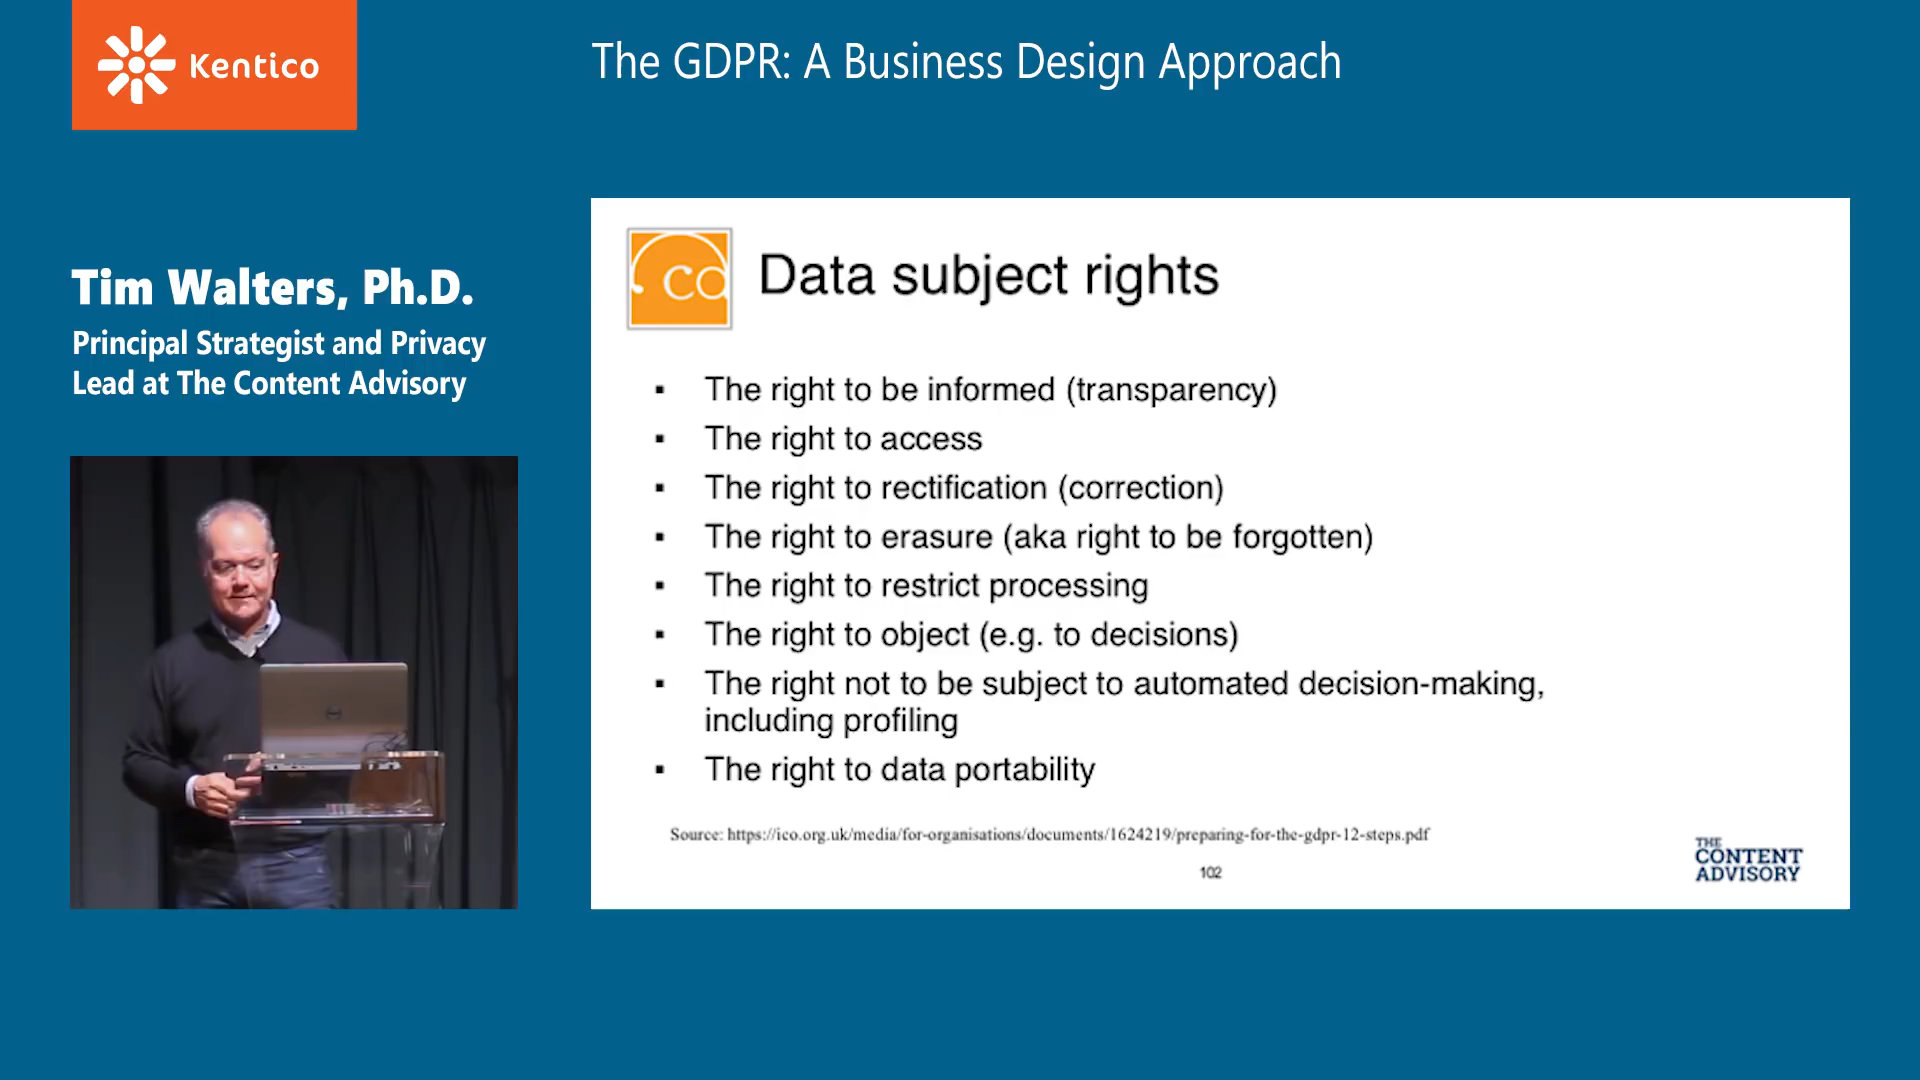 Kentico
The GDPR: A Business Design Approach
Tim Walters, Ph.D.
Principal Strategist and Privacy
Lead at The Content Advisory
ca
Data subject rights
▪ The right to be informed (transparency)
▪ The right to access
▪ The right to rectification (correction)
▪ The right to erasure (aka right to be forgotten)
▪ The right to restrict processing
▪ The right to object (e.g. to decisions)
▪ The right not to be subject to automated decision-making,
including profiling
▪ The right to data portability
Source: https://ico.org.uk/media/for-organisations/documents/1624219/preparing-for-the-gdpr-12-steps.pdf
102
THE
CONTENT
ADVISORY